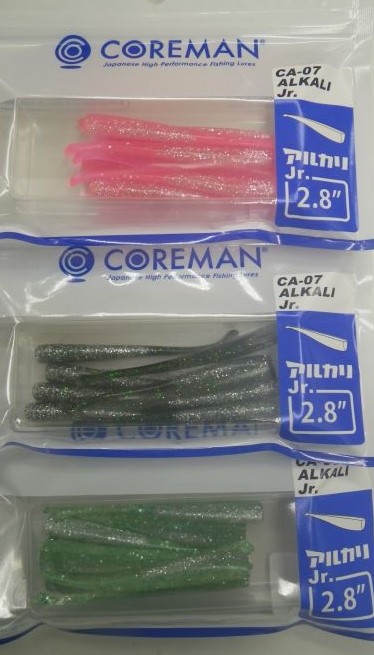 COREMAN®
Japanese High Performance Fishing Lures
CA-07
ALKALI
Jr.
アルカリ
Jr.
2.8"
COREMAN®
Japanese High Performance Fishing Lures
CA-07
ALKALI
Jr.
アルカリ
Jr.
2.8"
COREMAN
ALKALI
Jr.
アルカリ
Jr.
2.8"